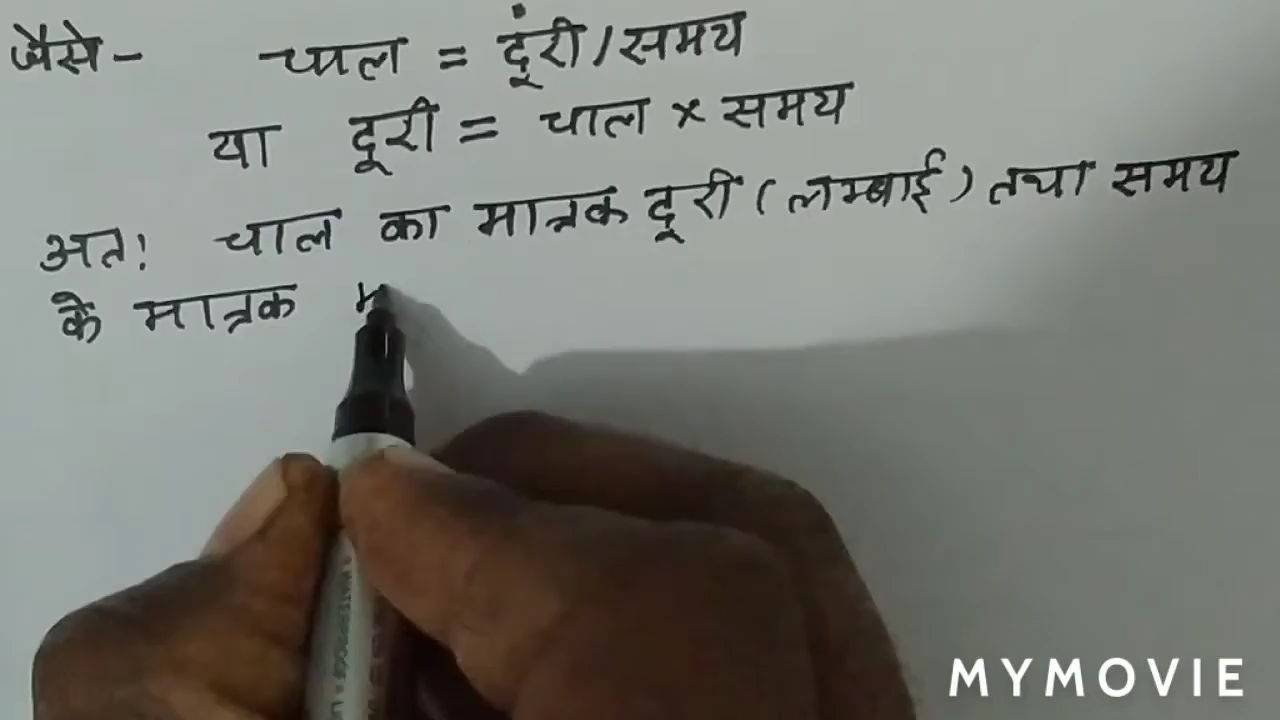 जैसे- चाल = दूंरी/समय
या दूरी = चाल × समय
अतः चाल का मात्रक दूरी (लम्बाई) तथा समय
के मात्रक
MYMOVIE